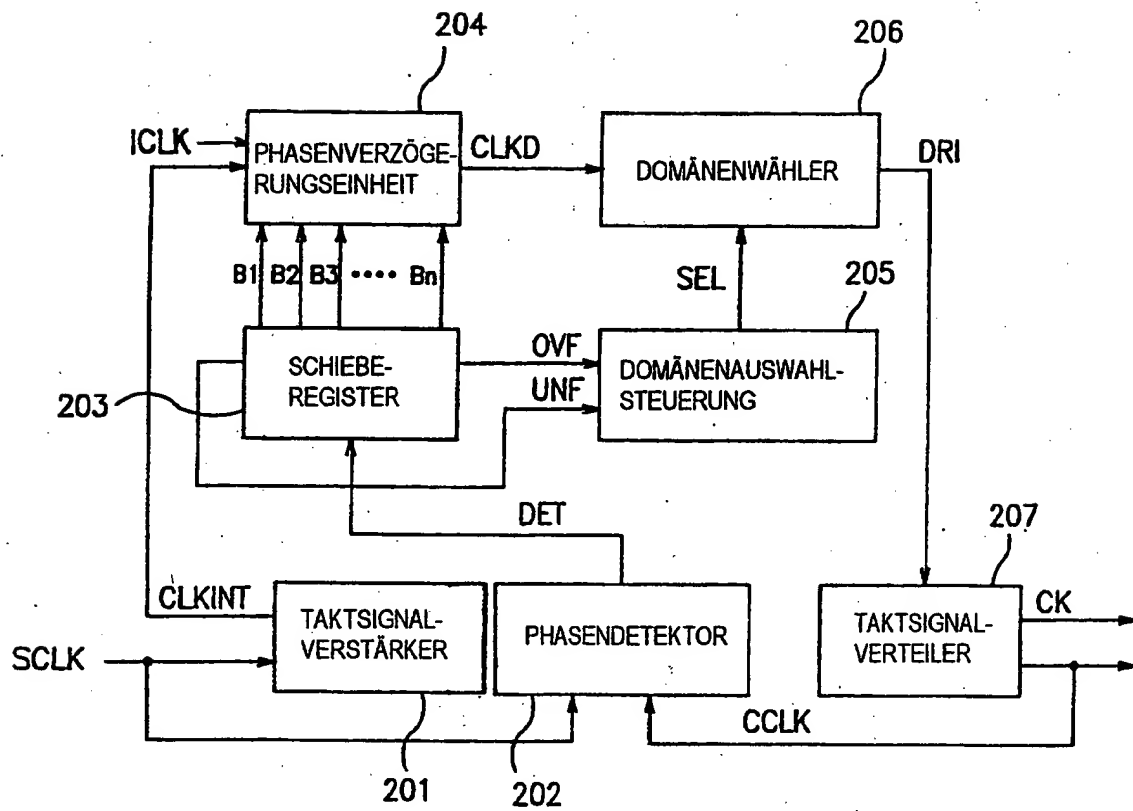 204
206
ICLK
PHASENVERZÖGE-
RUNGSEINHEIT
CLKD
DOMÄNENWÄHLER
DRI
B1 B2 B3 •••• Bn
SEL
205
SCHIEBE-
REGISTER
OVF
UNF
DOMÄNENAUSWAHL-
STEUERUNG
203
DET
207
CLKINT
TAKTSIGNAL-
VERSTÄRKER
PHASENDETEKTOR
TAKTSIGNAL-
VERTEILER
CK
SCLK
CCLK
201
202